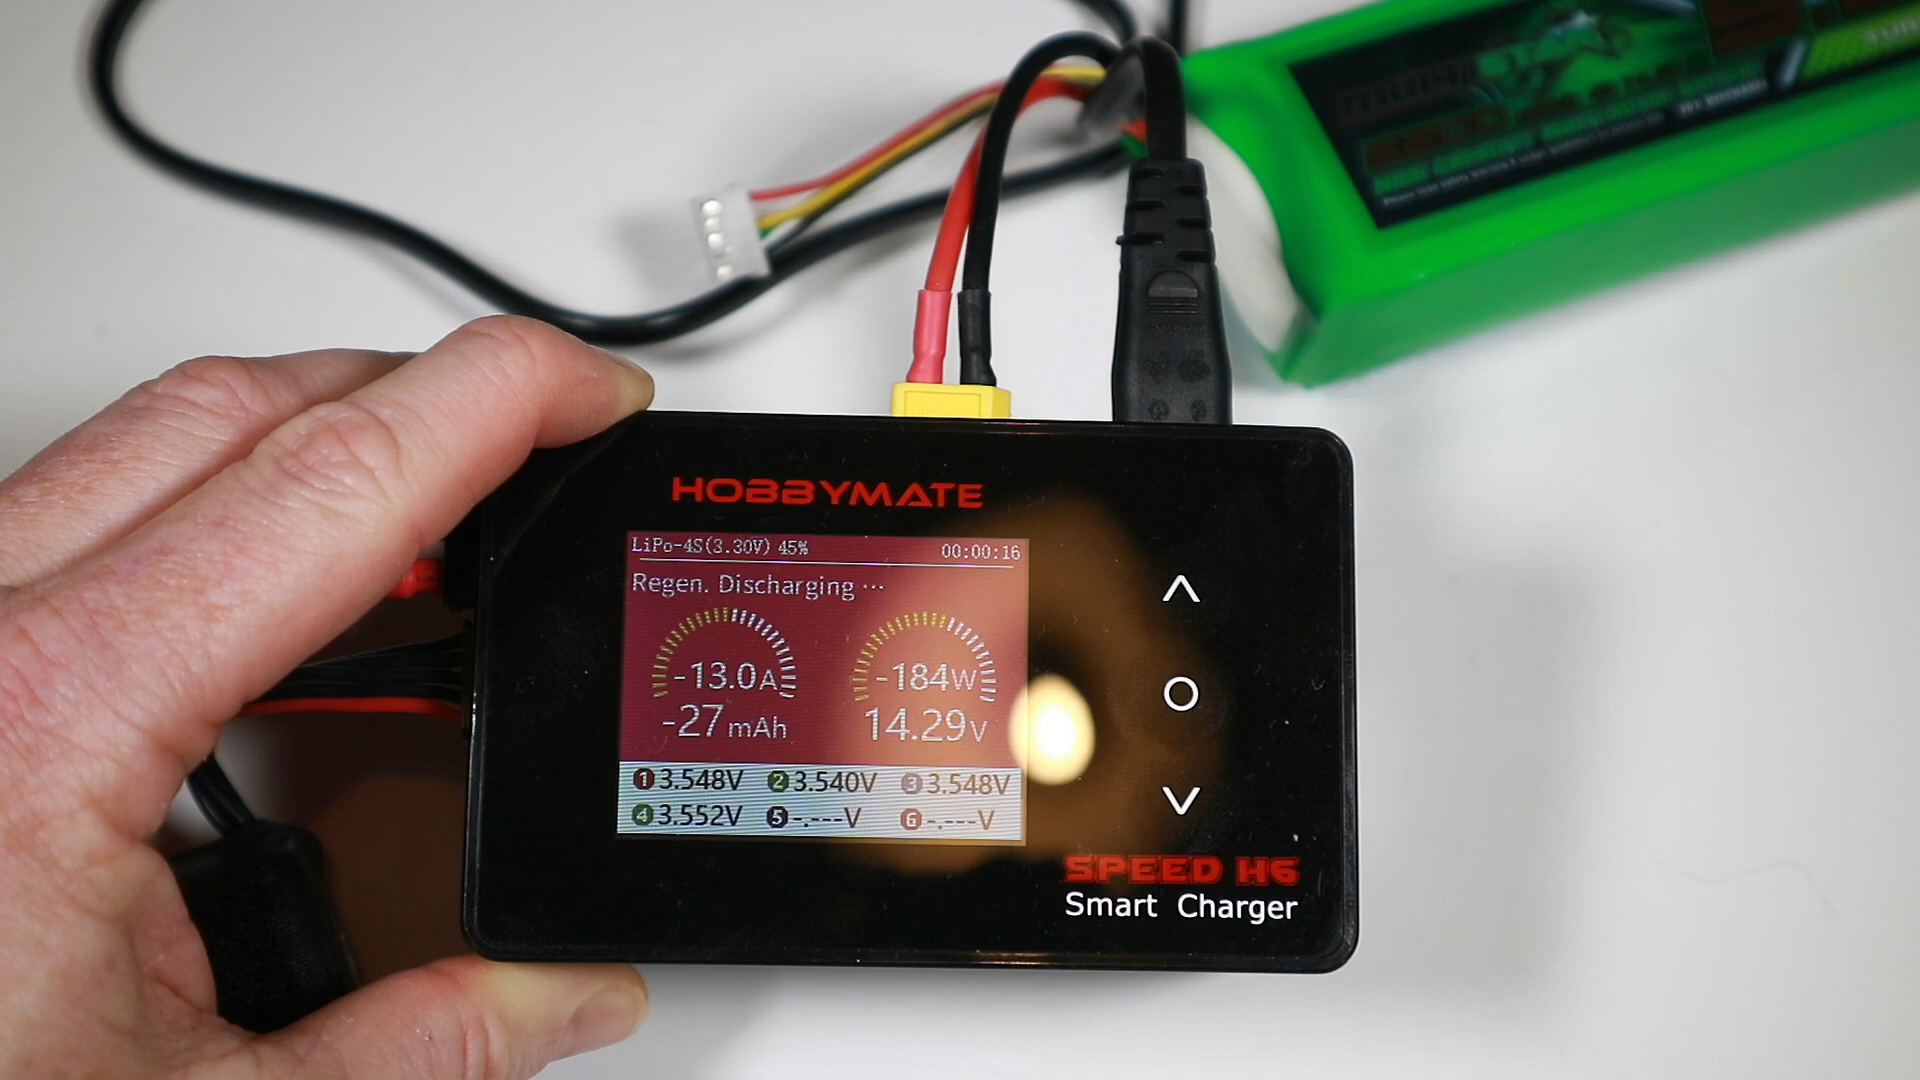 HOBBYMATE
LiPo-4S(3.30V) 45% 00:00:16
Regen. Discharging ···
-13.0A -184W
-27mAh 14.29V
1 3.548V 2 3.540V 3 3.548V
4 3.552V 5 -.---V 6 -.---V
SPEED H6
Smart Charger